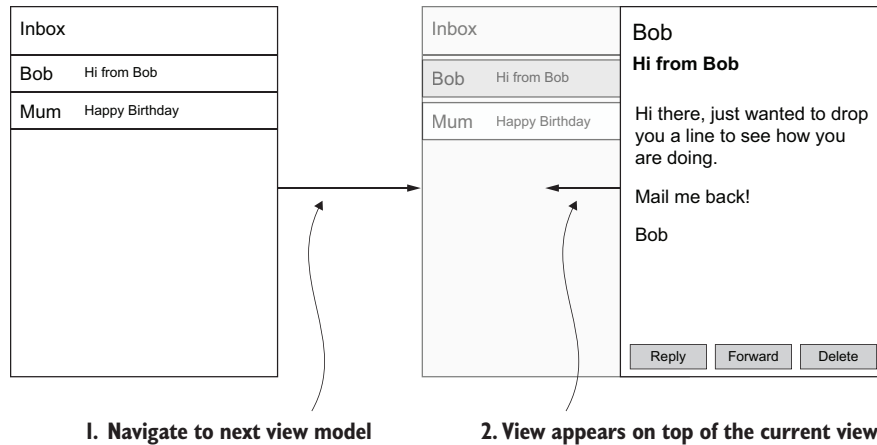 Inbox
Bob Hi from Bob
Mum Happy Birthday
Inbox
Bob Hi from Bob
Mum Happy Birthday
Bob
Hi from Bob
Hi there, just wanted to drop
you a line to see how you
are doing.
Mail me back!
Bob
Reply Forward Delete
1. Navigate to next view model
2. View appears on top of the current view